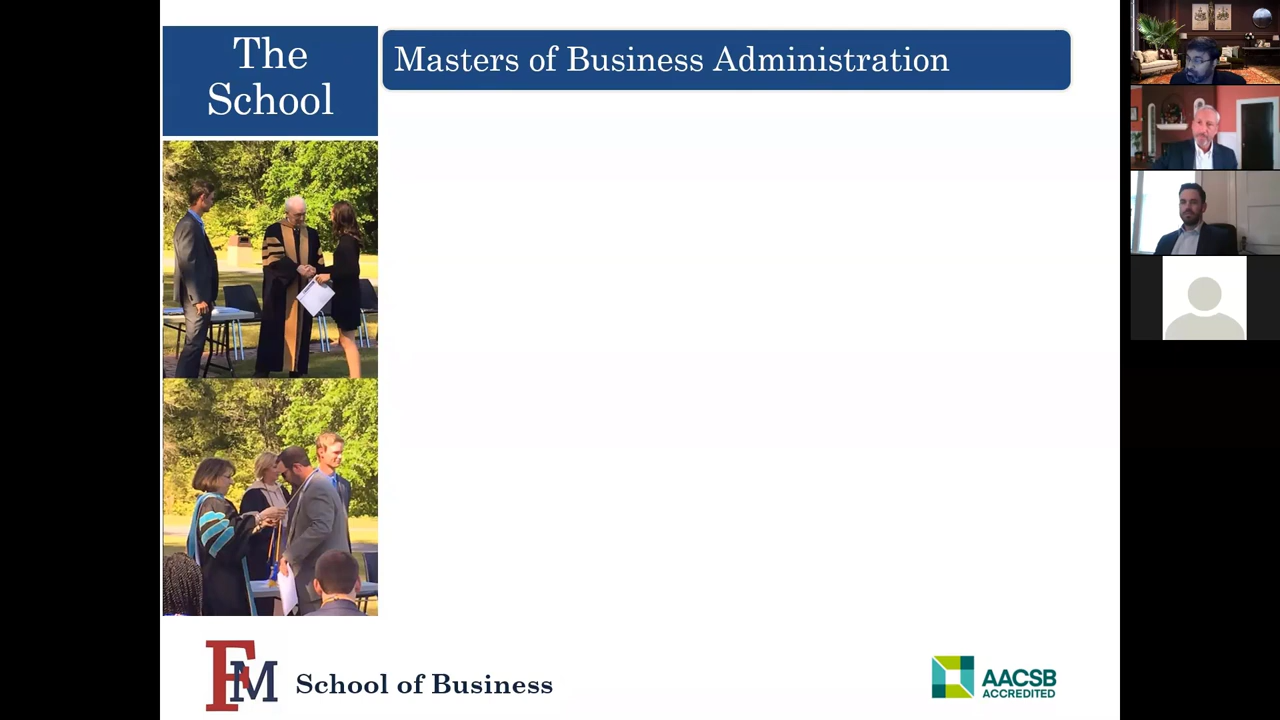 The
School
Masters of Business Administration
FM
School of Business
AACSB
ACCREDITED